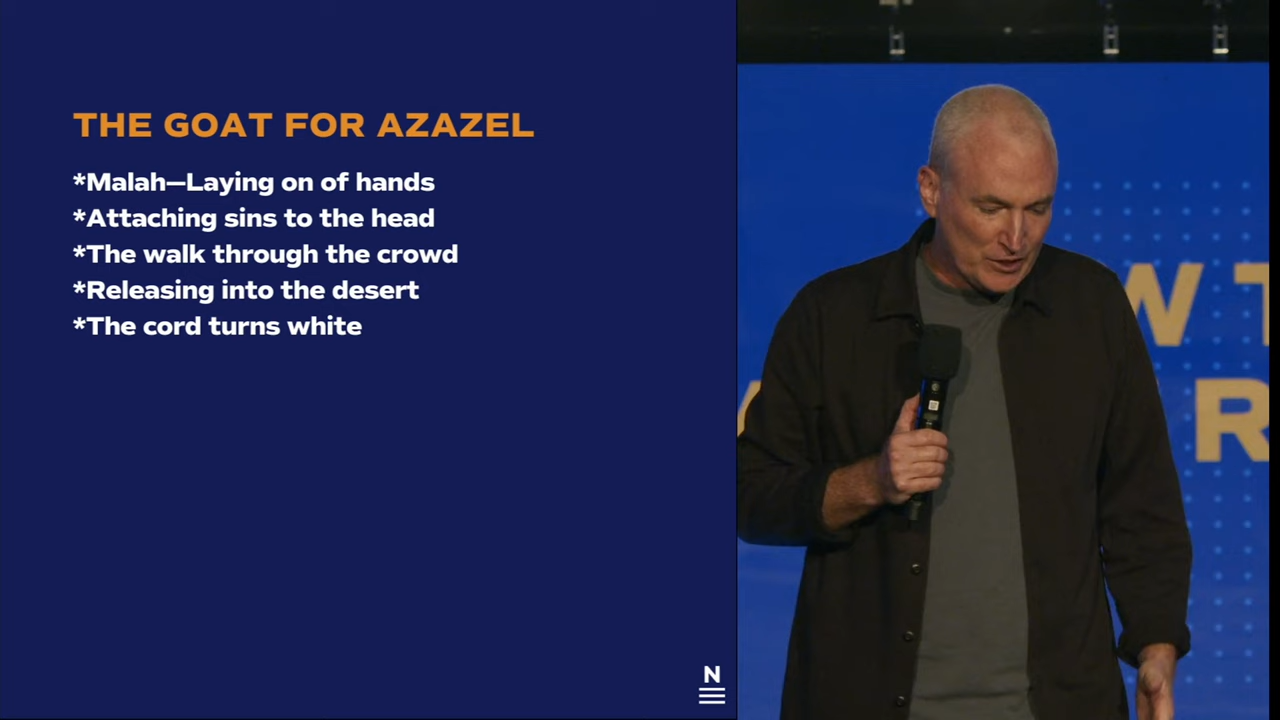 THE GOAT FOR AZAZEL
*Malah—Laying on of hands
*Attaching sins to the head
*The walk through the crowd
*Releasing into the desert
*The cord turns white
N
W T
R